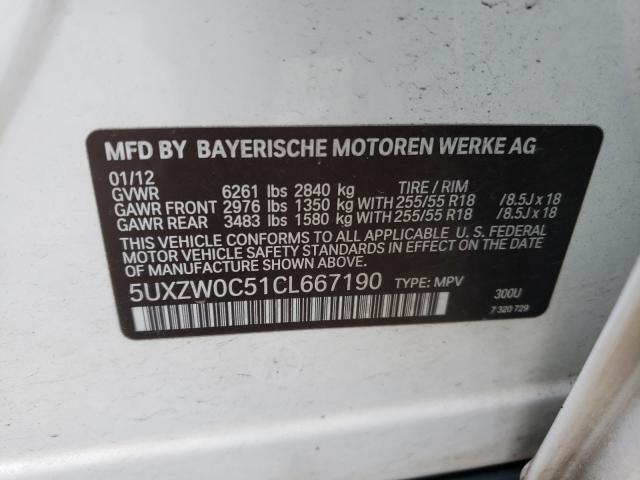 MFD BY BAYERISCHE MOTOREN WERKE AG
01/12
GVWR 6261 lbs 2840 kg TIRE / RIM
GAWR FRONT 2976 lbs 1350 kg WITH 255/55 R18 /8.5J x 18
GAWR REAR 3483 lbs 1580 kg WITH 255/55 R18 /8.5J x 18
THIS VEHICLE CONFORMS TO ALL APPLICABLE U. S. FEDERAL
MOTOR VEHICLE SAFETY STANDARDS IN EFFECT ON THE
DATE OF MANUFACTURE SHOWN ABOVE.
5UXZW0C51CL667190 TYPE: MPV
300U
7 320 729